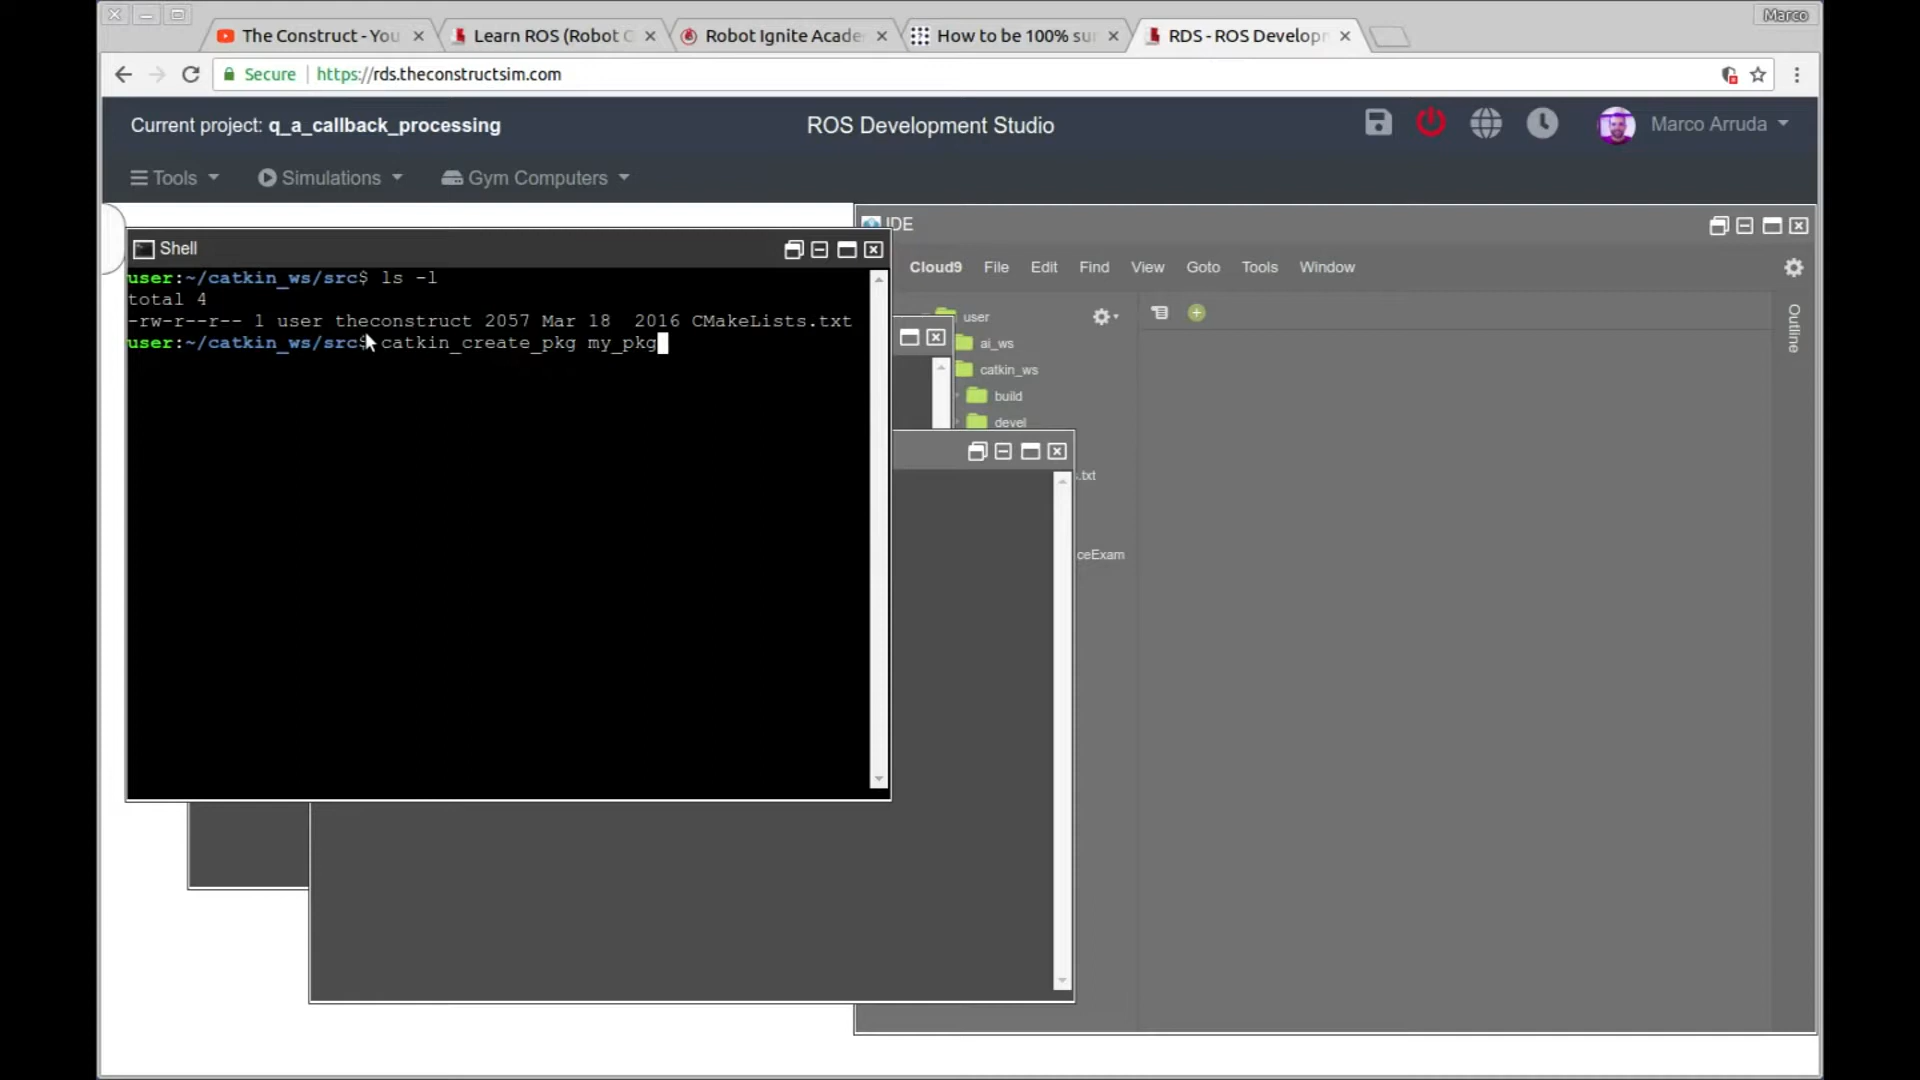 Marco
The Construct - You
Learn ROS (Robot C
Robot Ignite Acade
How to be 100% su
RDS - ROS Develop
Secure
https://rds.theconstructsim.com
Current project: q_a_callback_processing
ROS Development Studio
Marco Arruda
Tools
Simulations
Gym Computers
IDE
Shell
Cloud9 File Edit Find View Goto Tools Window
user:~/catkin_ws/src$ ls -l
total 4
-rw-r--r-- 1 user theconstruct 2057 Mar 18  2016 CMakeLists.txt
user:~/catkin_ws/src$ catkin_create_pkg my_pkg
user
ai_ws
catkin_ws
build
devel
.txt
ceExam
Outline